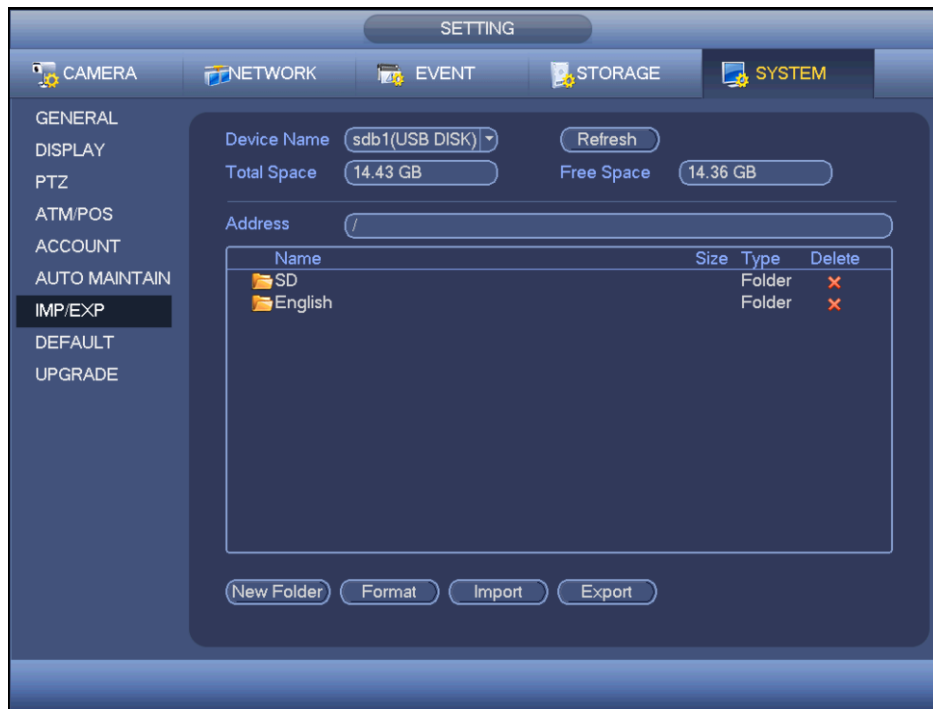 SETTING
CAMERA NETWORK EVENT STORAGE SYSTEM
GENERAL
DISPLAY
PTZ
ATM/POS
ACCOUNT
AUTO MAINTAIN
IMP/EXP
DEFAULT
UPGRADE
Device Name sdb1(USB DISK) Refresh
Total Space 14.43 GB Free Space 14.36 GB
Address /
Name Size Type Delete
SD Folder
English Folder
New Folder Format Import Export